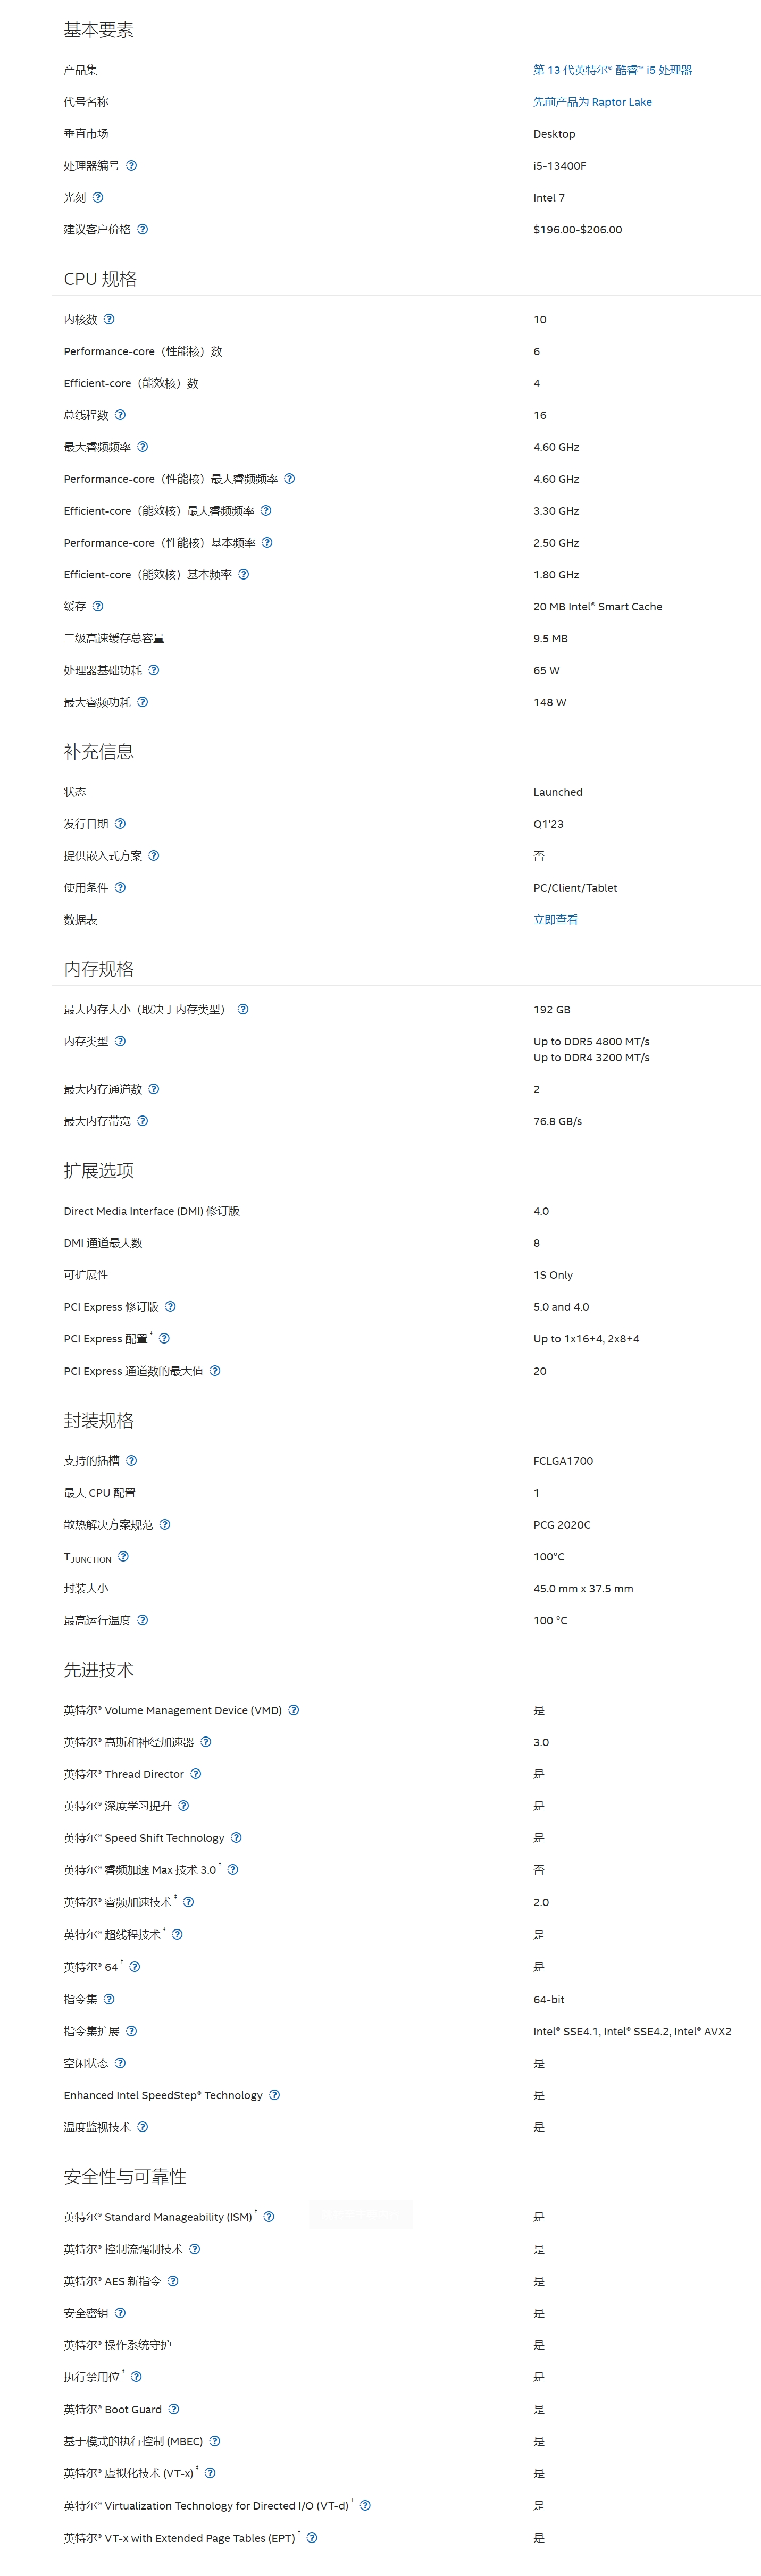 基本要素
产品集 第 13 代英特尔® 酷睿™ i5 处理器
代号名称 先前产品为 Raptor Lake
垂直市场 Desktop
处理器编号 i5-13400F
光刻 Intel 7
建议客户价格 $196.00-$206.00
CPU 规格
内核数 10
Performance-core（性能核）数 6
Efficient-core（能效核）数 4
总线程数 16
最大睿频频率 4.60 GHz
Performance-core（性能核）最大睿频频率 4.60 GHz
Efficient-core（能效核）最大睿频频率 3.30 GHz
Performance-core（性能核）基本频率 2.50 GHz
Efficient-core（能效核）基本频率 1.80 GHz
缓存 20 MB Intel® Smart Cache
二级高速缓存总容量 9.5 MB
处理器基础功耗 65 W
最大睿频功耗 148 W
补充信息
状态 Launched
发行日期 Q1'23
提供嵌入式方案 否
使用条件 PC/Client/Tablet
数据表 立即查看
内存规格
最大内存大小（取决于内存类型） 192 GB
内存类型 Up to DDR5 4800 MT/s
Up to DDR4 3200 MT/s
最大内存通道数 2
最大内存带宽 76.8 GB/s
扩展选项
Direct Media Interface (DMI) 修订版 4.0
DMI 通道最大数 8
可扩展性 1S Only
PCI Express 修订版 5.0 and 4.0
PCI Express 配置 ‡ Up to 1x16+4, 2x8+4
PCI Express 通道数的最大值 20
封装规格
支持的插槽 FCLGA1700
最大 CPU 配置 1
散热解决方案规范 PCG 2020C
TJUNCTION 100°C
封装大小 45.0 mm x 37.5 mm
最高运行温度 100 °C
先进技术
英特尔® Volume Management Device (VMD) 是
英特尔® 高斯和神经加速器 3.0
英特尔® Thread Director 是
英特尔® 深度学习提升 是
英特尔® Speed Shift Technology 是
英特尔® 睿频加速 Max 技术 3.0 ‡ 否
英特尔® 睿频加速技术 ‡ 2.0
英特尔® 超线程技术 ‡ 是
英特尔® 64 ‡ 是
指令集 64-bit
指令集扩展 Intel® SSE4.1, Intel® SSE4.2, Intel® AVX2
空闲状态 是
Enhanced Intel SpeedStep® Technology 是
温度监视技术 是
安全性与可靠性
英特尔® Standard Manageability (ISM) ‡ 是
英特尔® 控制流强制技术 是
英特尔® AES 新指令 是
安全密钥 是
英特尔® 操作系统守护 是
执行禁用位 ‡ 是
英特尔® Boot Guard 是
基于模式的执行控制 (MBEC) 是
英特尔® 虚拟化技术 (VT-x) ‡ 是
英特尔® Virtualization Technology for Directed I/O (VT-d) ‡ 是
英特尔® VT-x with Extended Page Tables (EPT) ‡ 是